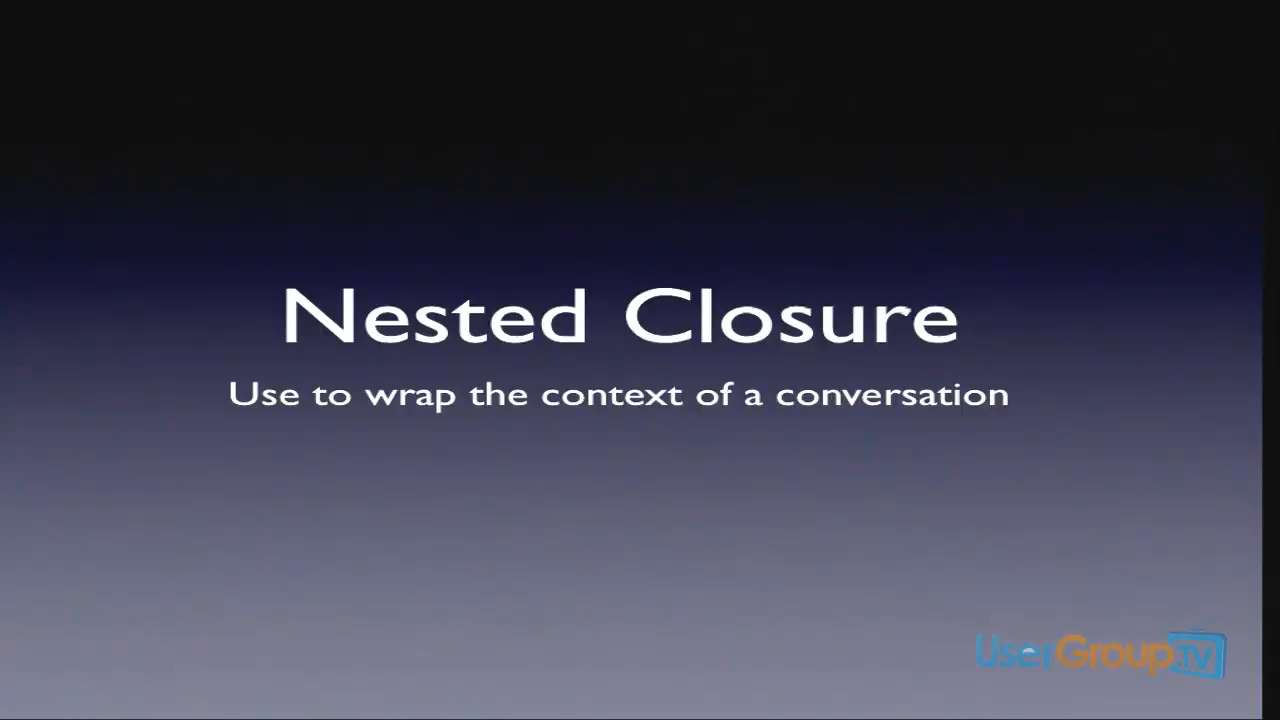 Nested Closure
Use to wrap the context of a conversation
UserGroup.TV